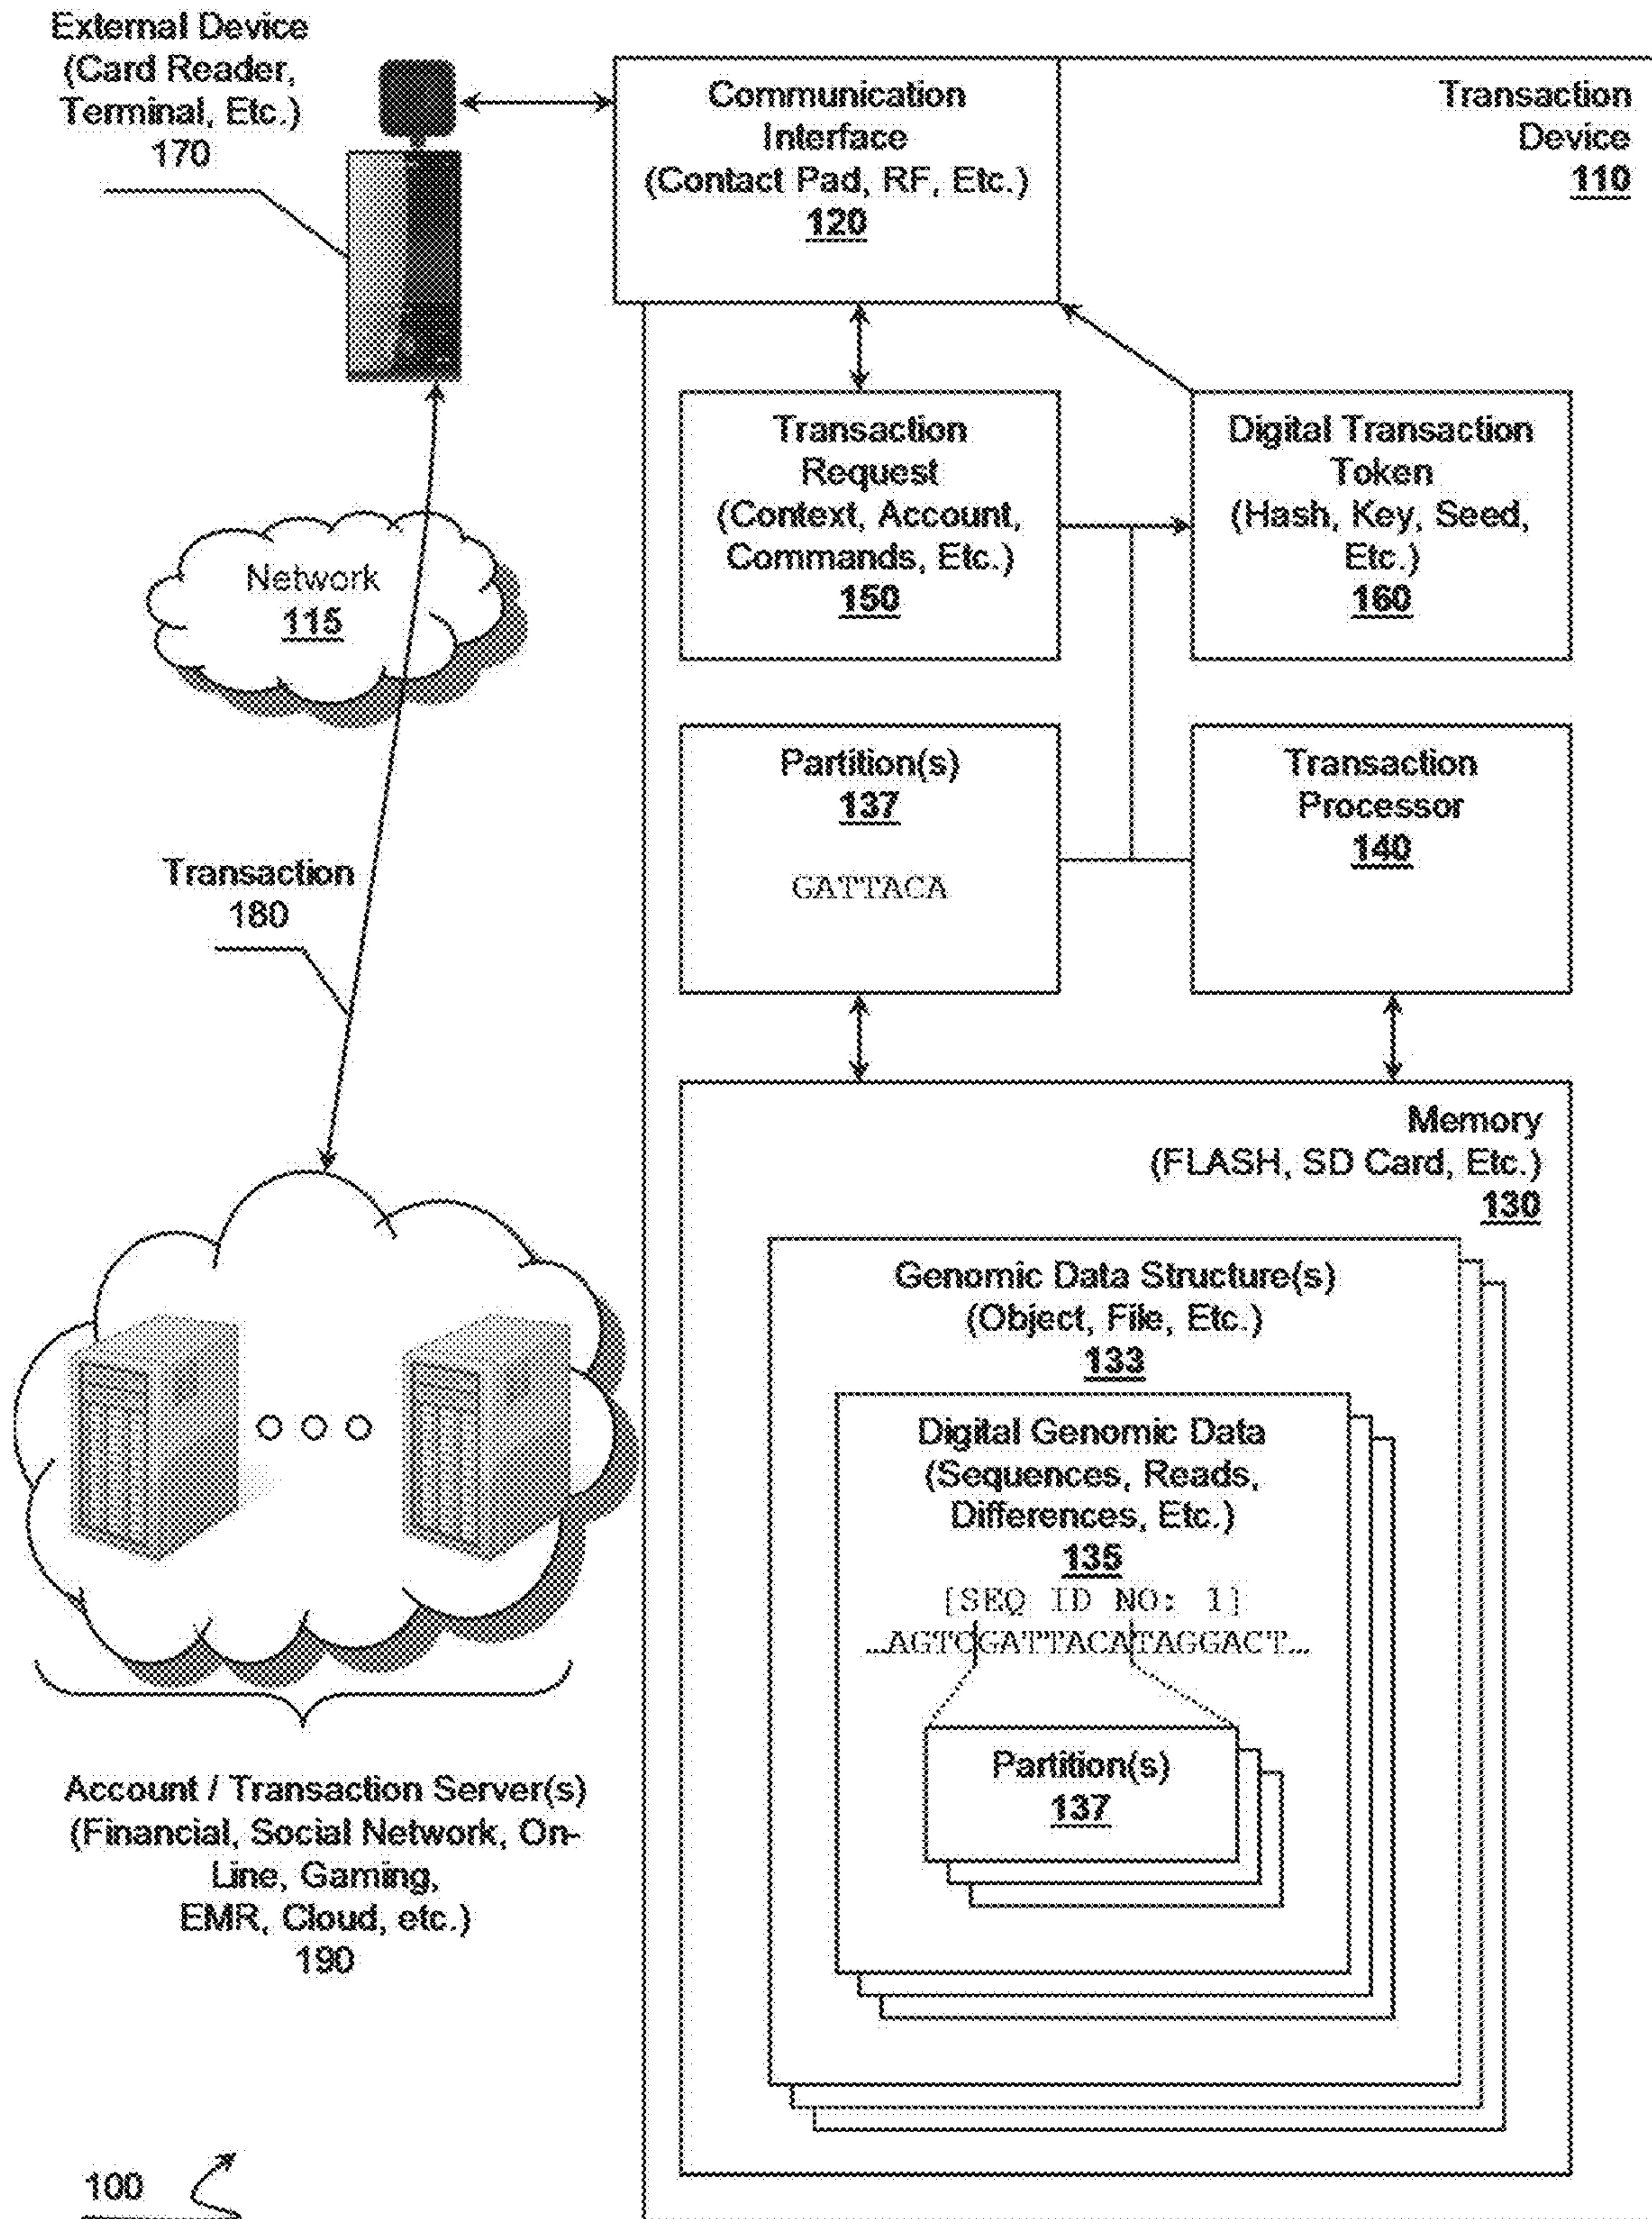 External Device
(Card Reader,
Terminal, Etc.)
170
Communication
Interface
(Contact Pad, RF, Etc.)
120
Transaction
Device
110
Transaction
Request
(Context, Account,
Commands, Etc.)
150
Digital Transaction
Token
(Hash, Key, Seed,
Etc.)
160
Network
115
Partition(s)
137
GATTACA
Transaction
Processor
140
Transaction
180
Memory
(FLASH, SD Card, Etc.)
130
Genomic Data Structure(s)
(Object, File, Etc.)
133
Digital Genomic Data
(Sequences, Reads,
Differences, Etc.)
135
[SEQ ID NO: 1]
...AGTCGATTACATAGGACT...
Partition(s)
137
Account / Transaction Server(s)
(Financial, Social Network, On-
Line, Gaming,
EMR, Cloud, etc.)
190
100